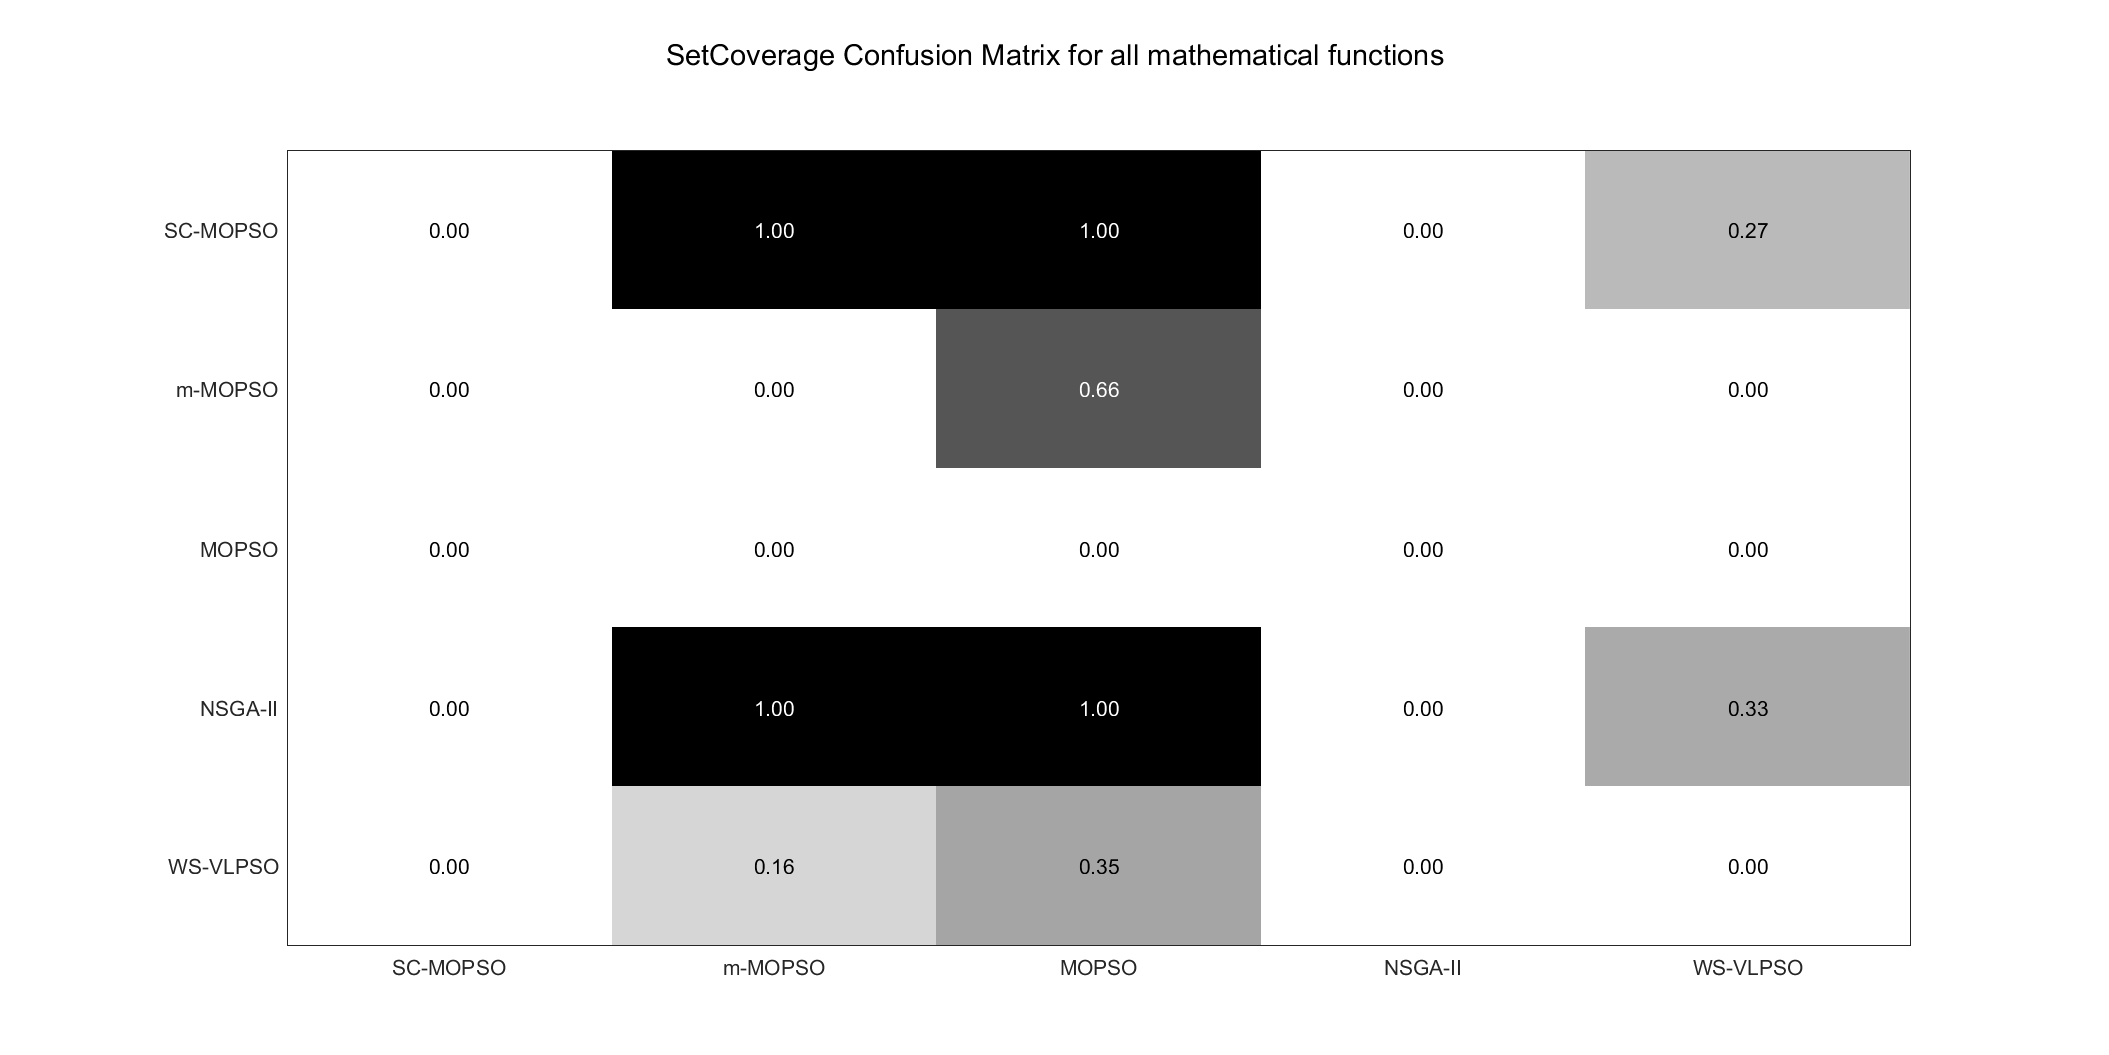 SetCoverage Confusion Matrix for all mathematical functions
SC-MOPSO 0.00 1.00 1.00 0.00 0.27
m-MOPSO 0.00 0.00 0.66 0.00 0.00
MOPSO 0.00 0.00 0.00 0.00 0.00
NSGA-II 0.00 1.00 1.00 0.00 0.33
WS-VLPSO 0.00 0.16 0.35 0.00 0.00
SC-MOPSO m-MOPSO MOPSO NSGA-II WS-VLPSO